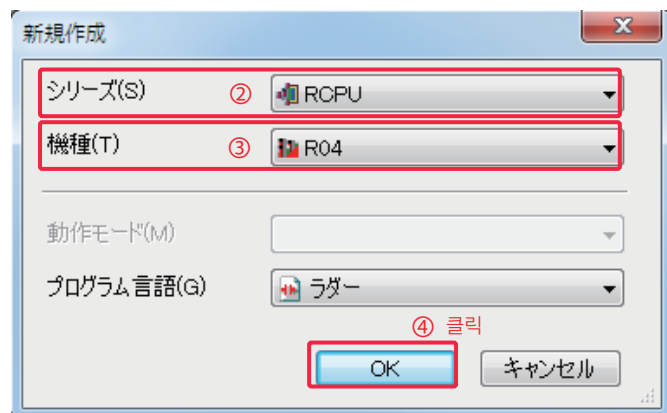 新規作成
シリーズ(S) ② RCPU
機種(T) ③ R04
動作モード(M)
プログラム言語(G) ラダー
④ 클릭
OK キャンセル